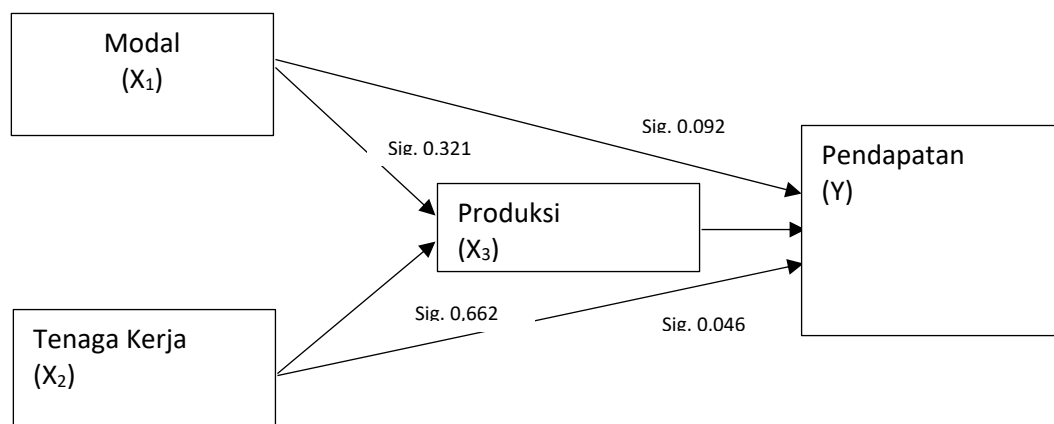 Modal
(X₁)
Sig. 0.092
Sig. 0.321
Pendapatan
(Y)
Produksi
(X₃)
Sig. 0,662
Sig. 0.046
Tenaga Kerja
(X₂)